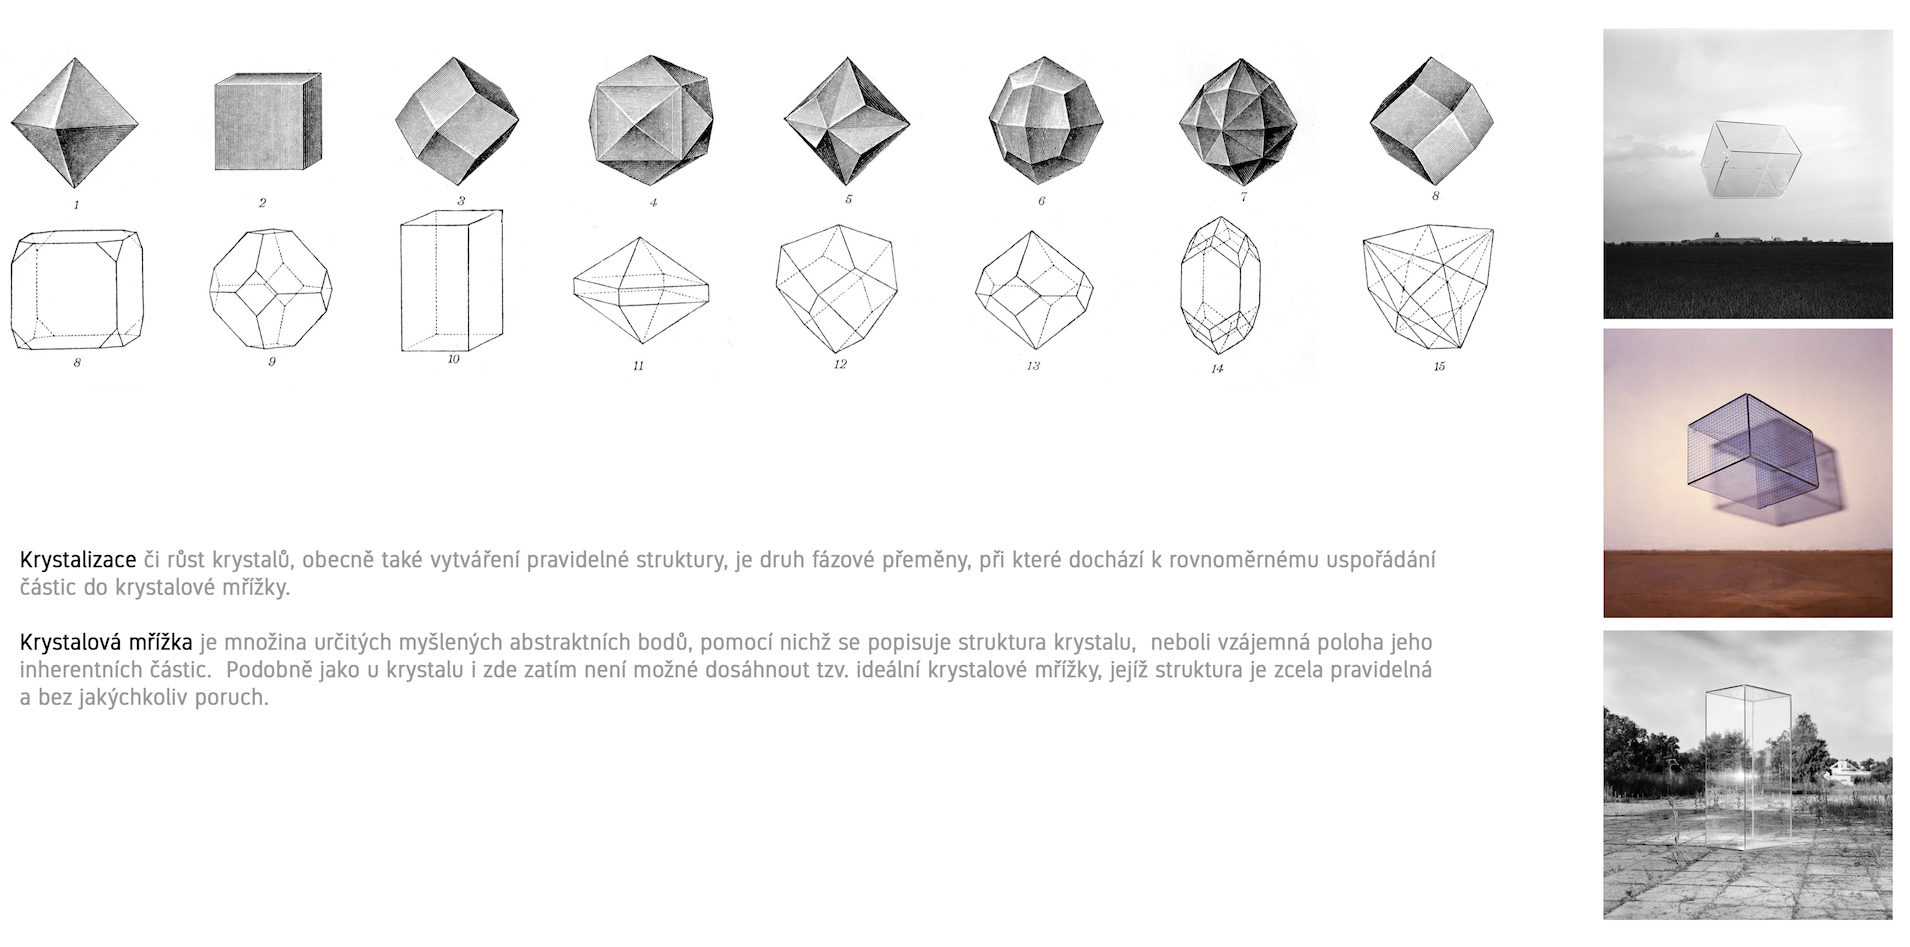 1 2 3 4 5 6 7 8
8 9 10 11 12 13 14 15
Krystalizace či růst krystalů, obecně také vytváření pravidelné struktury, je druh fázové přeměny, při které dochází k rovnoměrnému uspořádání
částic do krystalové mřížky.
Krystalová mřížka je množina určitých myšlených abstraktních bodů, pomocí nichž se popisuje struktura krystalu,  neboli vzájemná poloha jeho
inherentních částic.  Podobně jako u krystalu i zde zatím není možné dosáhnout tzv. ideální krystalové mřížky, jejíž struktura je zcela pravidelná
a bez jakýchkoliv poruch.